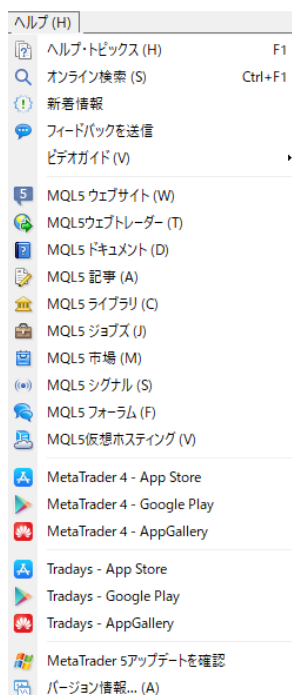 ヘルプ (H)
ヘルプ・トピックス (H) F1
オンライン検索 (S) Ctrl+F1
新着情報
フィードバックを送信
ビデオガイド (V)
5 MQL5 ウェブサイト (W)
MQL5ウェブトレーダー (T)
MQL5 ドキュメント (D)
MQL5 記事 (A)
MQL5 ライブラリ (C)
MQL5 ジョブズ (J)
MQL5 市場 (M)
MQL5 シグナル (S)
MQL5 フォーラム (F)
MQL5仮想ホスティング (V)
MetaTrader 4 - App Store
MetaTrader 4 - Google Play
MetaTrader 4 - AppGallery
Tradays - App Store
Tradays - Google Play
Tradays - AppGallery
MetaTrader 5アップデートを確認
バージョン情報... (A)